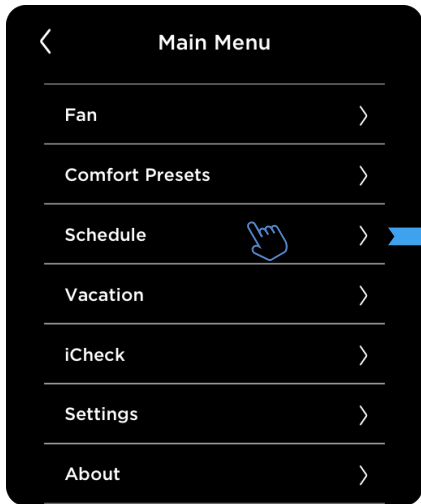 Main Menu
Fan
Comfort Presets
Schedule
Vacation
iCheck
Settings
About